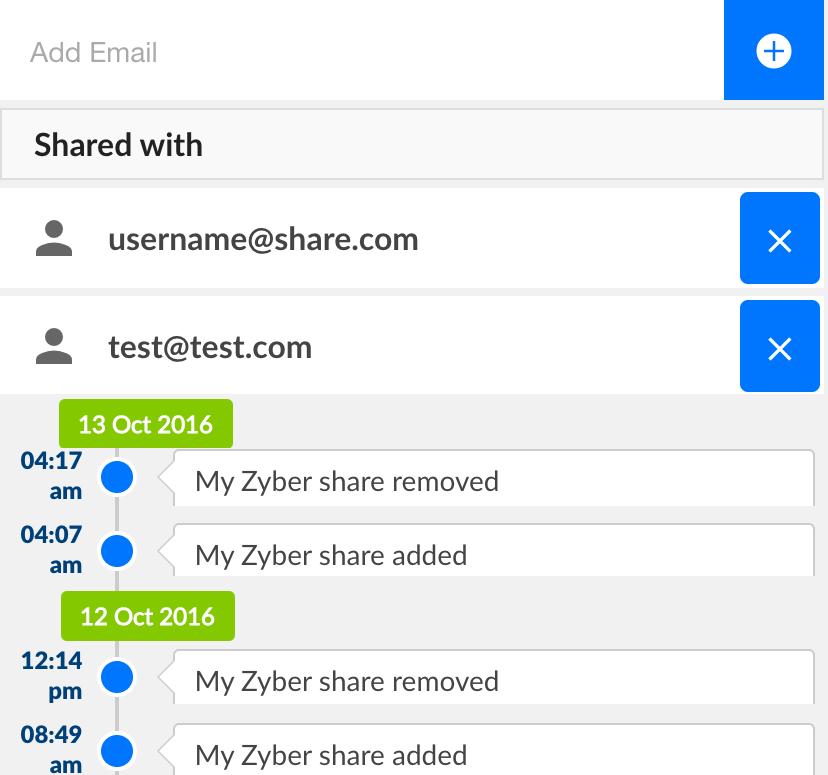 Add Email
Shared with
username@share.com
test@test.com
13 Oct 2016
04:17
am
My Zyber share removed
04:07
am
My Zyber share added
12 Oct 2016
12:14
pm
My Zyber share removed
08:49
am
My Zyber share added